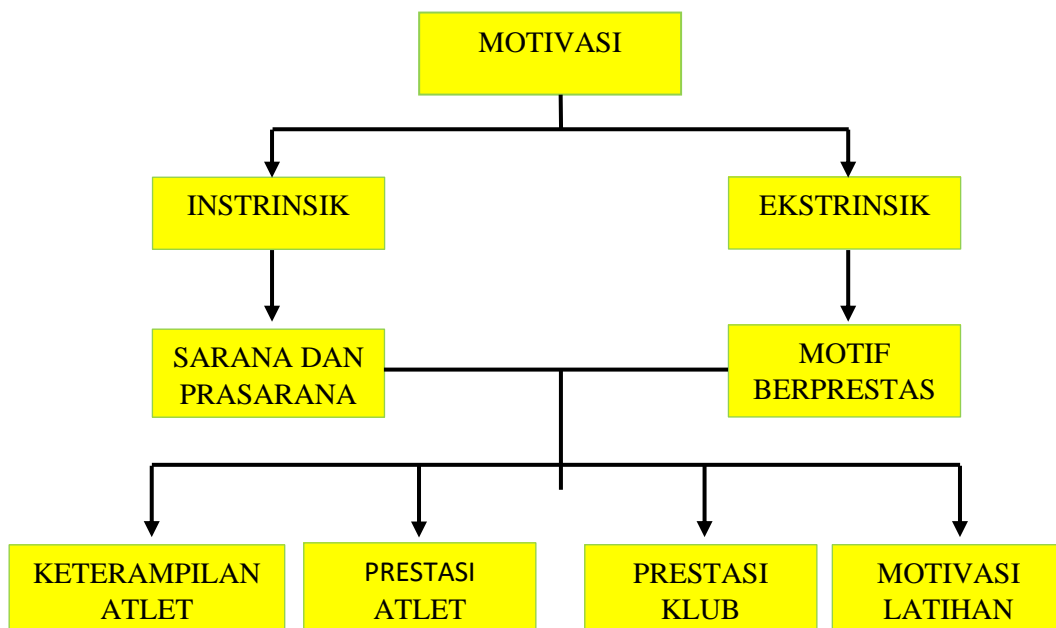 MOTIVASI
INSTRINSIK
EKSTRINSIK
SARANA DAN
PRASARANA
MOTIF
BERPRESTAS
KETERAMPILAN
ATLET
PRESTASI
ATLET
PRESTASI
KLUB
MOTIVASI
LATIHAN